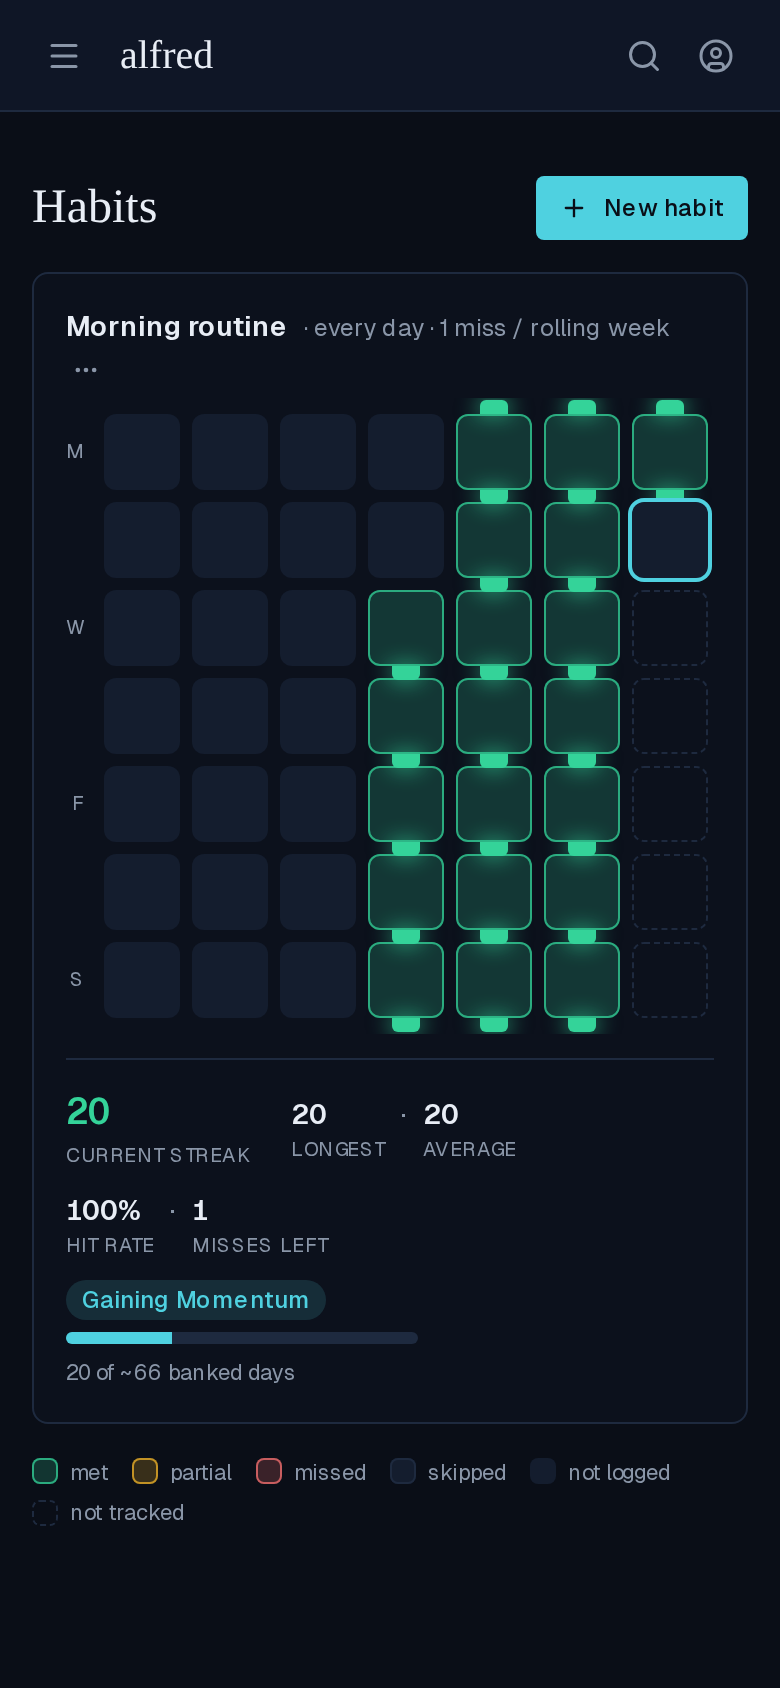 alfred
Habits
New habit
Morning routine · every day · 1 miss / rolling week
...
M
W
F
S
20 20 · 20
CURRENT STREAK LONGEST AVERAGE
100% · 1
HIT RATE MISSES LEFT
Gaining Momentum
20 of ~66 banked days
met partial missed skipped not logged
not tracked